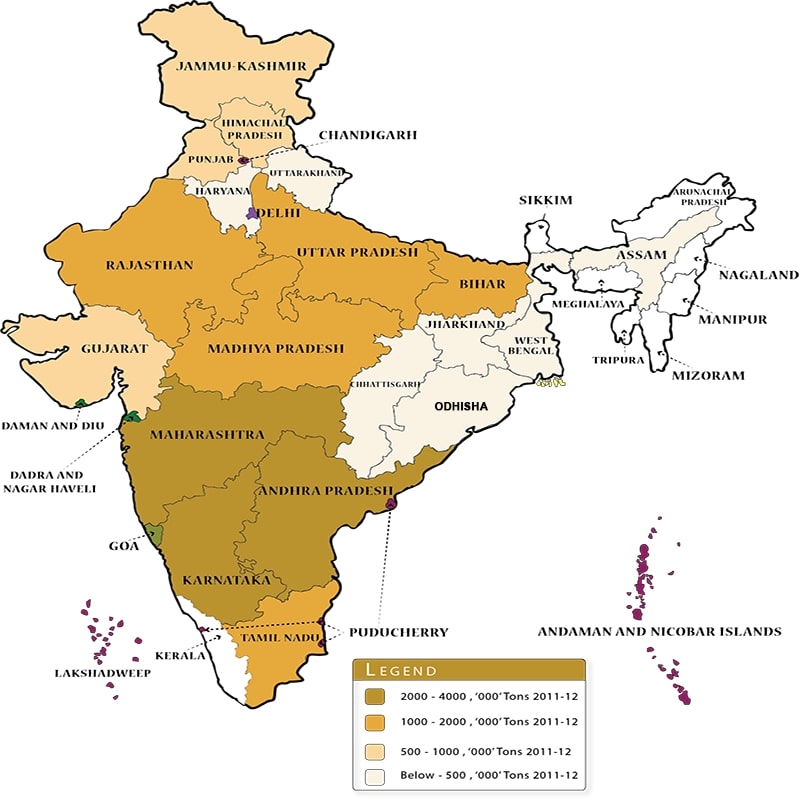 JAMMU-KASHMIR
HIMACHAL
PRADESH
CHANDIGARH
PUNJAB
UTTARAKHAND
HARYANA
ARUNACHAL
PRADESH
SIKKIM
DELHI
UTTAR PRADESH
ASSAM
RAJASTHAN
NAGALAND
BIHAR
MEGHALAYA
MANIPUR
JHARKHAND
GUJARAT
MADHYA PRADESH
WEST
BENGAL
TRIPURA
MIZORAM
CHHATTISGARH
ODHISHA
DAMAN AND DIU
MAHARASHTRA
DADRA AND
NAGAR HAVELI
ANDHRA PRADESH
GOA
KARNATAKA
PUDUCHERRY
ANDAMAN AND NICOBAR ISLANDS
TAMIL NADU
KERALA
LAKSHADWEEP
LEGEND
2000 - 4000 , ‘000’ Tons 2011-12
1000 - 2000 , ‘000’ Tons 2011-12
500 - 1000 , ‘000’ Tons 2011-12
Below - 500 , ‘000’ Tons 2011-12